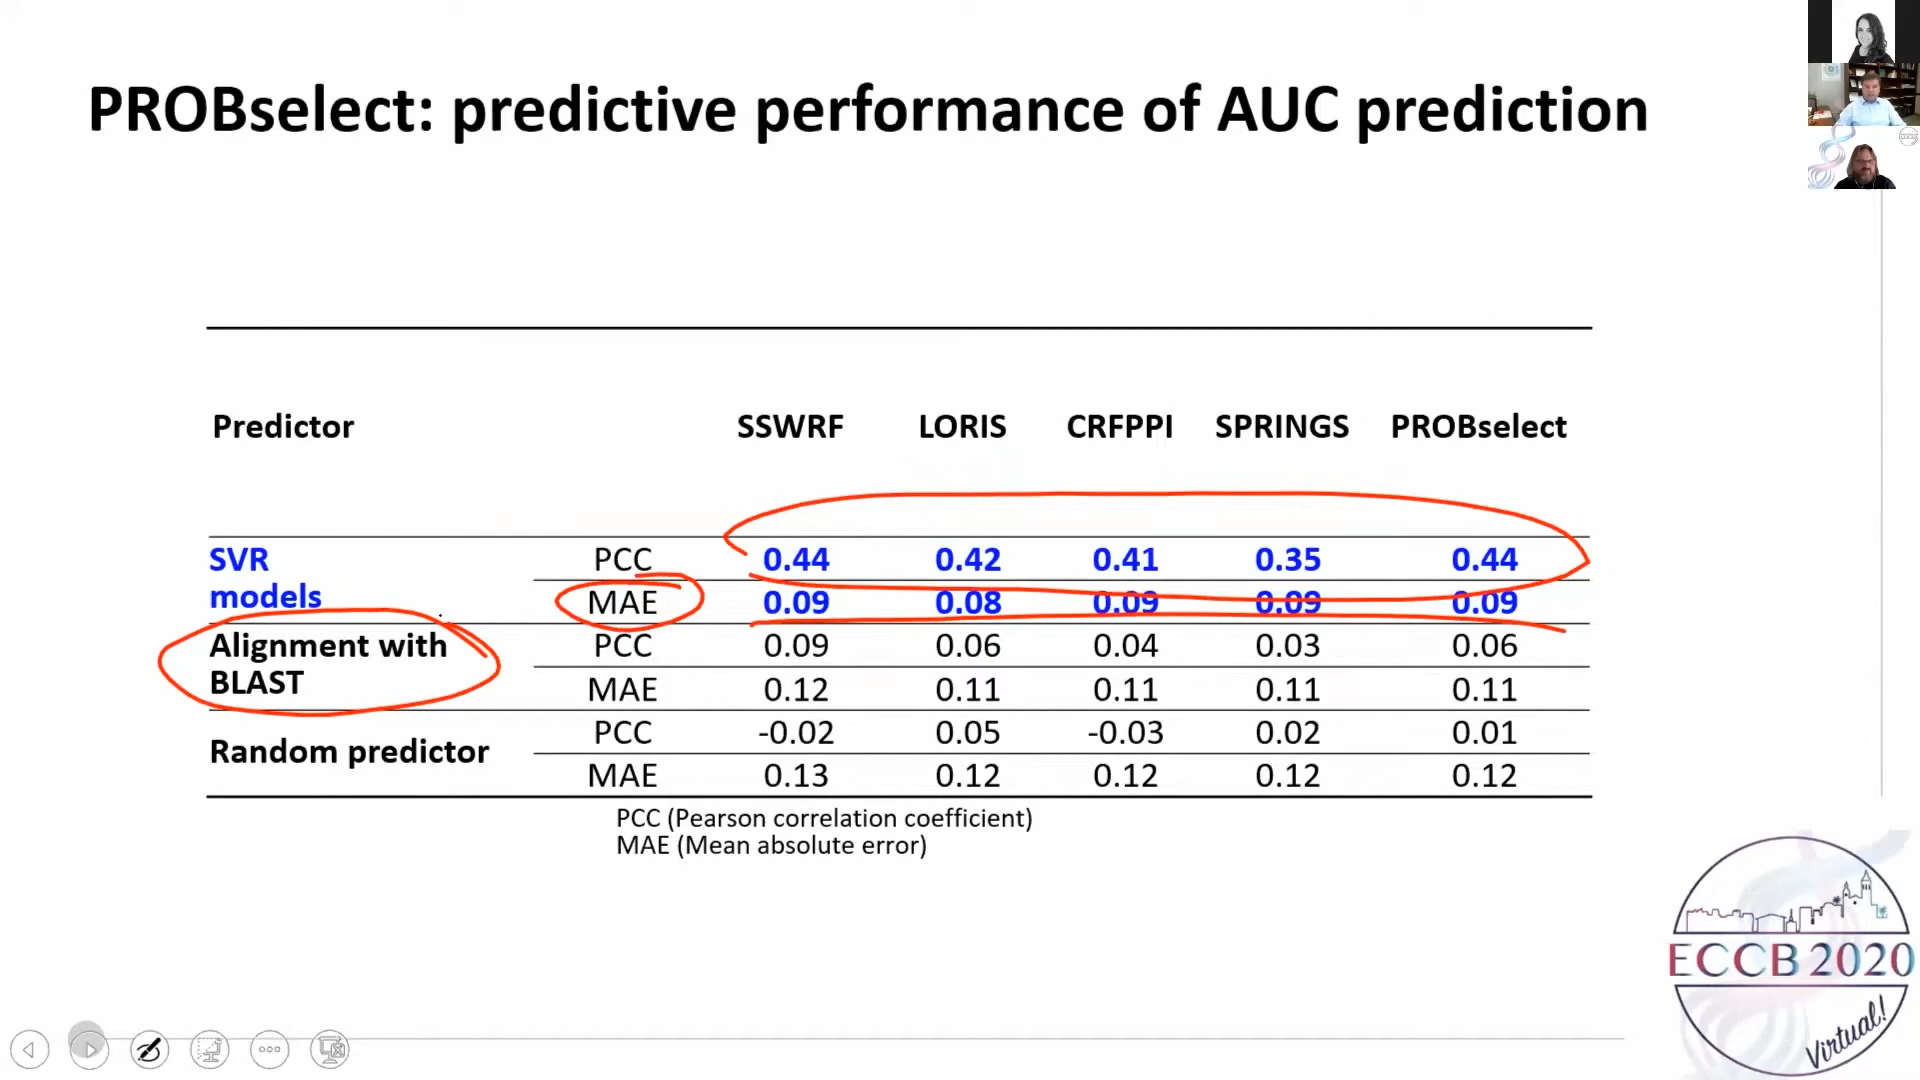 PROBselect: predictive performance of AUC prediction
Predictor SSWRF LORIS CRFPPI SPRINGS PROBselect
SVR models PCC 0.44 0.42 0.41 0.35 0.44
MAE 0.09 0.08 0.09 0.09 0.09
Alignment with BLAST PCC 0.09 0.06 0.04 0.03 0.06
MAE 0.12 0.11 0.11 0.11 0.11
Random predictor PCC -0.02 0.05 -0.03 0.02 0.01
MAE 0.13 0.12 0.12 0.12 0.12
PCC (Pearson correlation coefficient)
MAE (Mean absolute error)
ECCB 2020
Virtual!